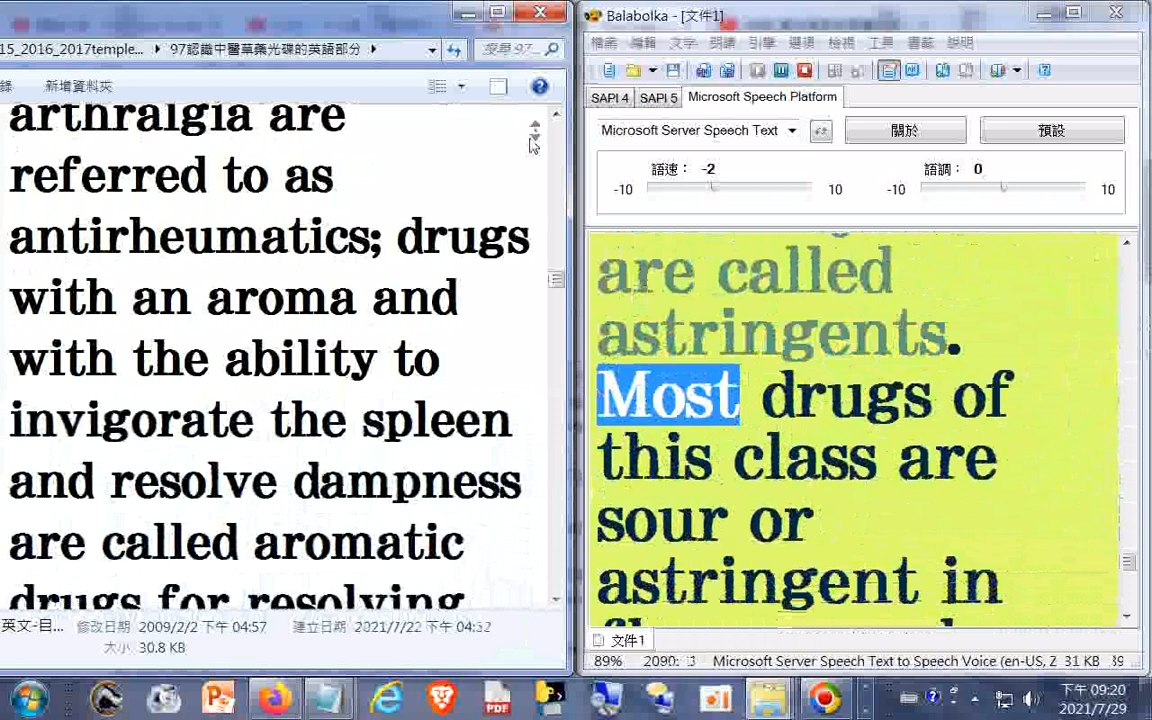 15_2016_2017temple...
97認識中醫草藥光碟的英語部分
搜尋 97...
錄
新增資料夾
arthralgia are
referred to as
antirheumatics; drugs
with an aroma and
with the ability to
invigorate the spleen
and resolve dampness
are called aromatic
drugs for resolving
英文-目...
修改日期 2009/2/2 下午 04:57
建立日期 2021/7/22 下午 04:32
大小 30.8 KB
Balabolka - [文件1]
檔案 編輯 文字 朗讀 引擎 選項 檢視 工具 書籤 說明
SAPI 4
SAPI 5
Microsoft Speech Platform
Microsoft Server Speech Text
關於
預設
語速： -2
語調： 0
-10
10
-10
10
are called
astringents.
Most drugs of
this class are
sour or
astringent in
文件1
89%
Microsoft Server Speech Text to Speech Voice (en-US, Z
31 KB
下午 09:20
2021/7/29